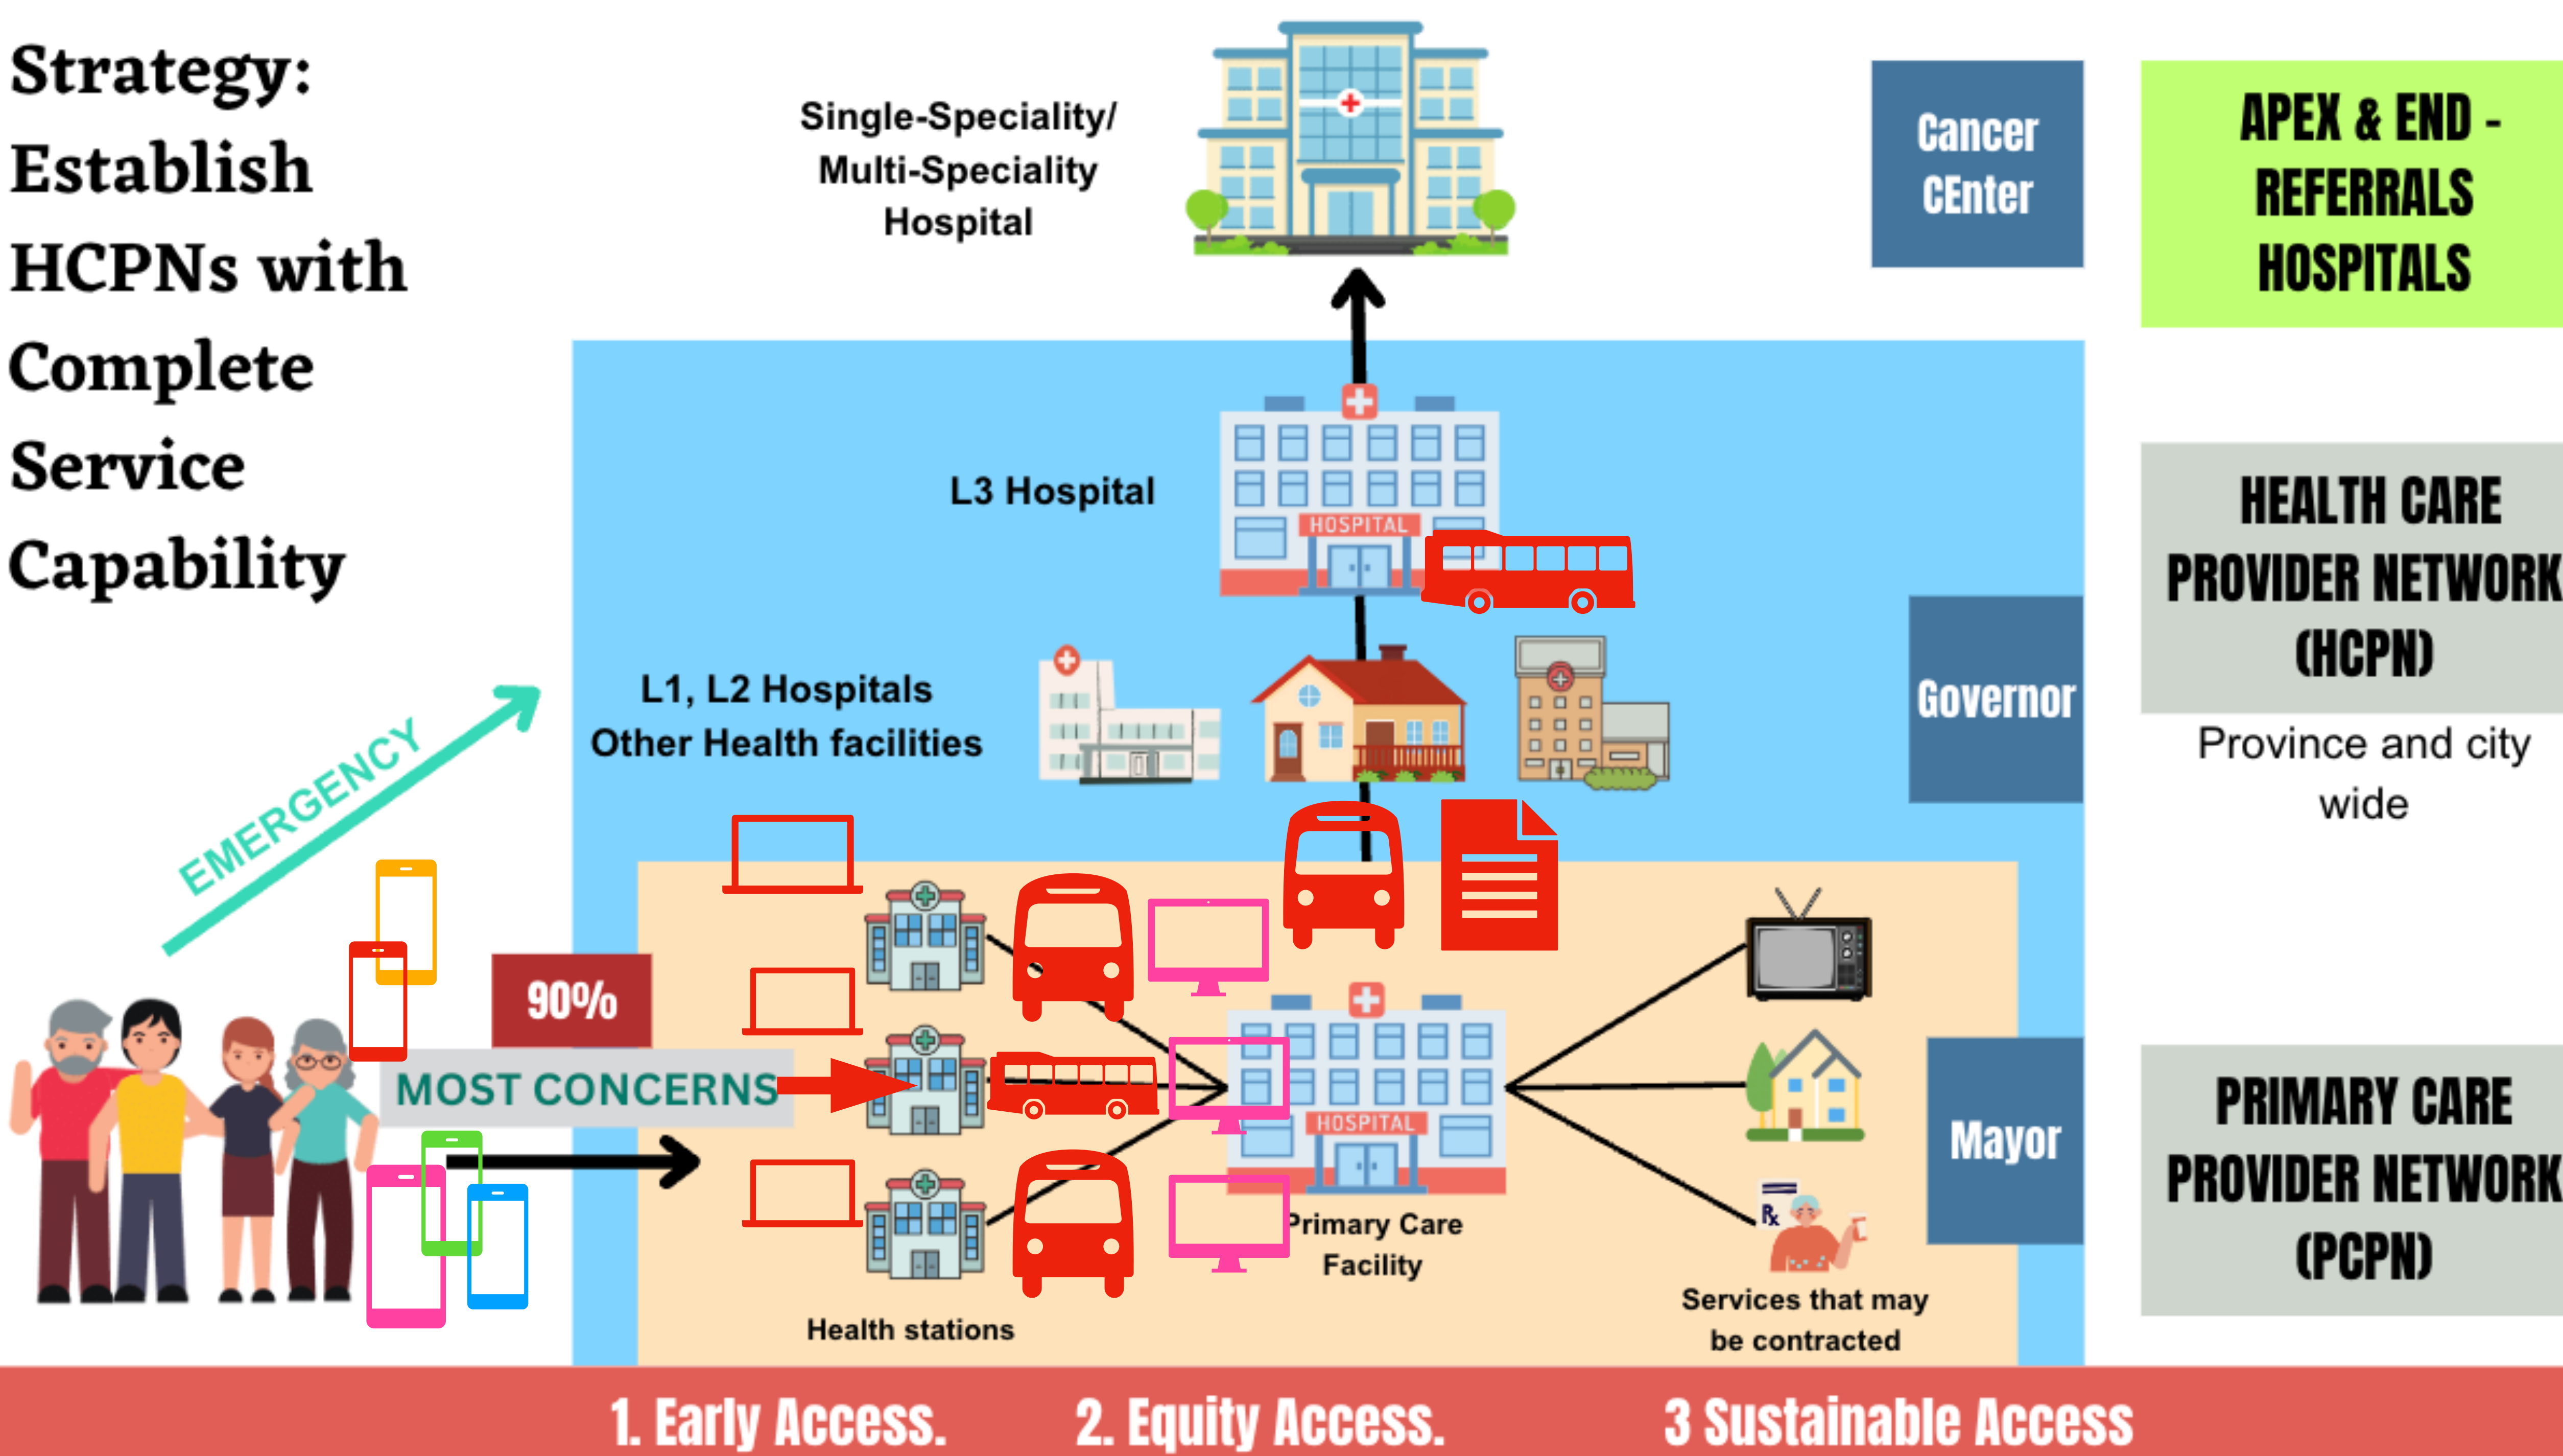 Strategy:
Establish
HCPNs with
Complete
Service
Capability
Single-Speciality/
Multi-Speciality
Hospital
Cancer
CEnter
APEX & END -
REFERRALS
HOSPITALS
L3 Hospital
HOSPITAL
HEALTH CARE
PROVIDER NETWORK
(HCPN)
Province and city
wide
L1, L2 Hospitals
Other Health facilities
Governor
EMERGENCY
90%
MOST CONCERNS
HOSPITAL
Primary Care
Facility
Health stations
Rx
Services that may
be contracted
Mayor
PRIMARY CARE
PROVIDER NETWORK
(PCPN)
1. Early Access.
2. Equity Access.
3 Sustainable Access